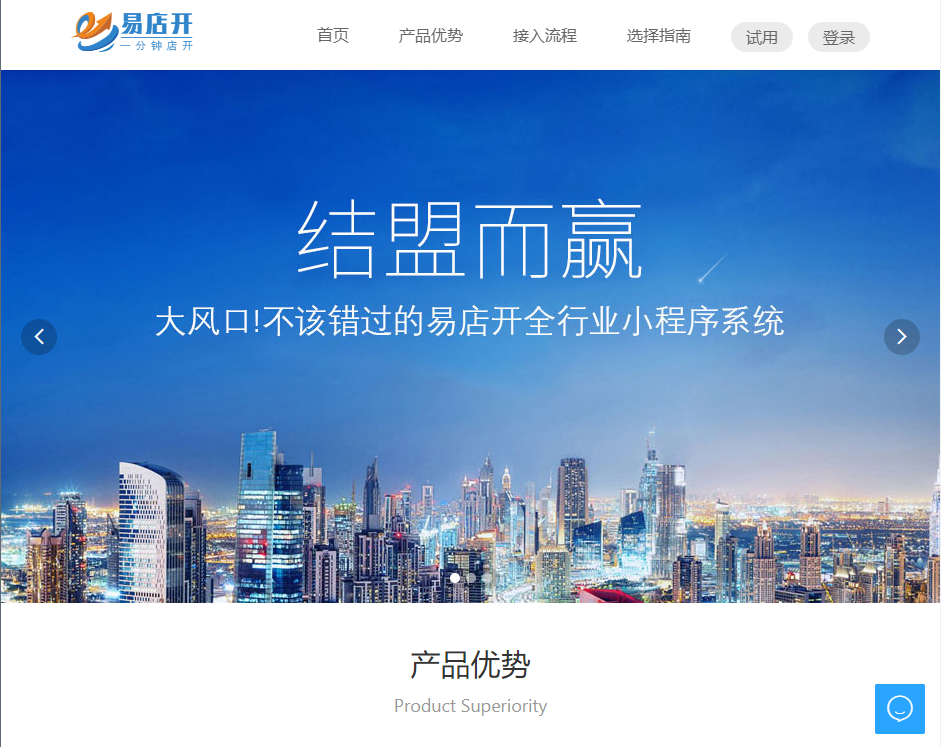 易店开
一分钟店开
首页 产品优势 接入流程 选择指南 试用 登录
结盟而赢
大风口!不该错过的易店开全行业小程序系统
产品优势
Product Superiority